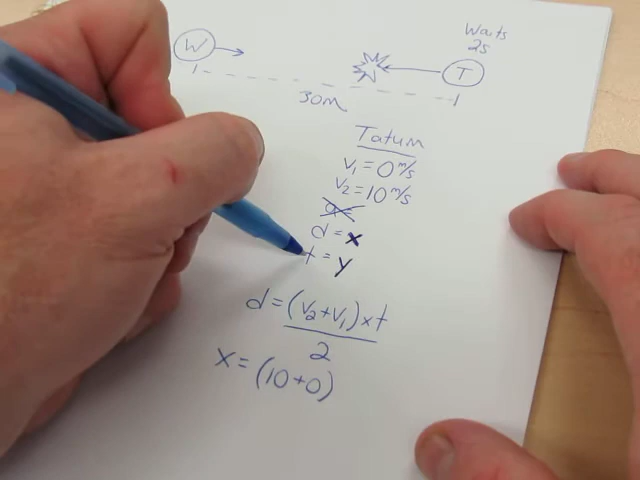 W
Waits
2s
T
30m
Tatum
V₁ = 0 m/s
V₂ = 10 m/s
d = x
t = y
d = (V₂+V₁) x t
2
x = (10+0)